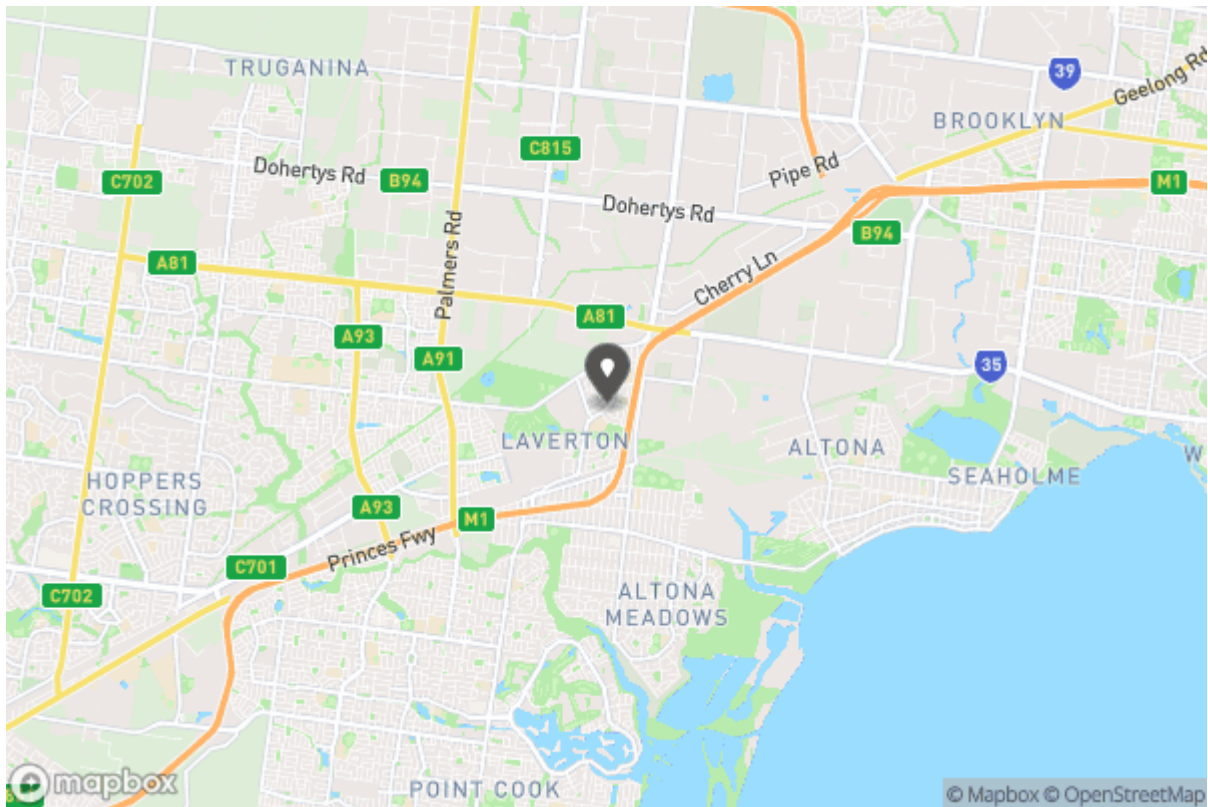 TRUGANINA
39
Geelong Rd
BROOKLYN
C815
Pipe Rd
Dohertys Rd
B94
C702
M1
Dohertys Rd
B94
Palmers Rd
A81
Cherry Ln
A81
A93
A91
35
LAVERTON
ALTONA
W
SEAHOLME
HOPPERS
CROSSING
A93
M1
Princes Fwy
C701
C702
ALTONA
MEADOWS
POINT COOK
mapbox
© Mapbox © OpenStreetMap